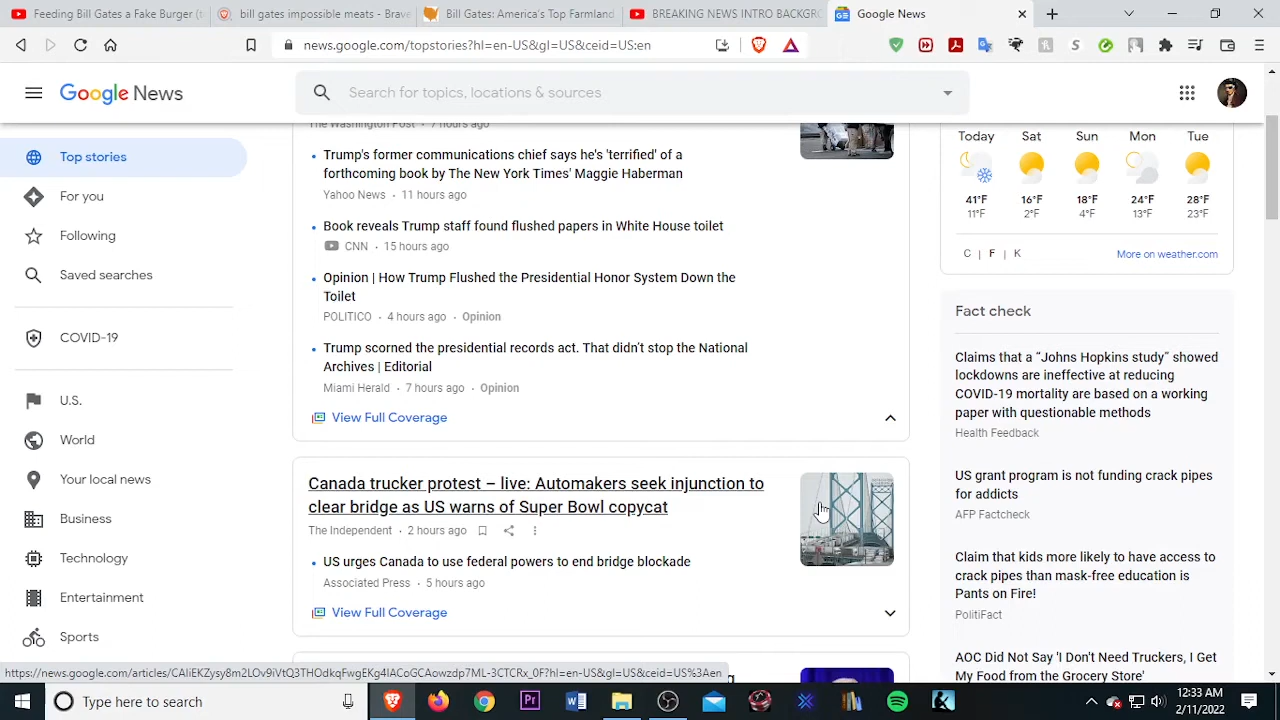 Feeding Bill Gates a Fake Burger (t
bill gates impossible means - Brave
Bill Gates: America's Top Farmland
BREAKING NEWS INTRO BACKGRO
Google News
news.google.com/topstories?hl=en-US&gl=US&ceid=US:en
Google News
Search for topics, locations & sources
Top stories
For you
Following
Saved searches
COVID-19
U.S.
World
Your local news
Business
Technology
Entertainment
Sports
The Washington Post • 7 hours ago
Trump's former communications chief says he's 'terrified' of a
forthcoming book by The New York Times' Maggie Haberman
Yahoo News • 11 hours ago
Book reveals Trump staff found flushed papers in White House toilet
CNN • 15 hours ago
Opinion | How Trump Flushed the Presidential Honor System Down the
Toilet
POLITICO • 4 hours ago • Opinion
Trump scorned the presidential records act. That didn't stop the National
Archives | Editorial
Miami Herald • 7 hours ago • Opinion
View Full Coverage
Canada trucker protest – live: Automakers seek injunction to
clear bridge as US warns of Super Bowl copycat
The Independent • 2 hours ago
US urges Canada to use federal powers to end bridge blockade
Associated Press • 5 hours ago
View Full Coverage
Today Sat Sun Mon Tue
41°F 16°F 18°F 24°F 28°F
11°F 2°F 4°F 13°F 23°F
C | F | K
More on weather.com
Fact check
Claims that a “Johns Hopkins study” showed
lockdowns are ineffective at reducing
COVID-19 mortality are based on a working
paper with questionable methods
Health Feedback
US grant program is not funding crack pipes
for addicts
AFP Factcheck
Claim that kids more likely to have access to
crack pipes than mask-free education is
Pants on Fire!
PolitiFact
AOC Did Not Say 'I Don't Need Truckers, I Get
My Food from the Grocery Store'
Type here to search
12:33 AM
2/11/2022